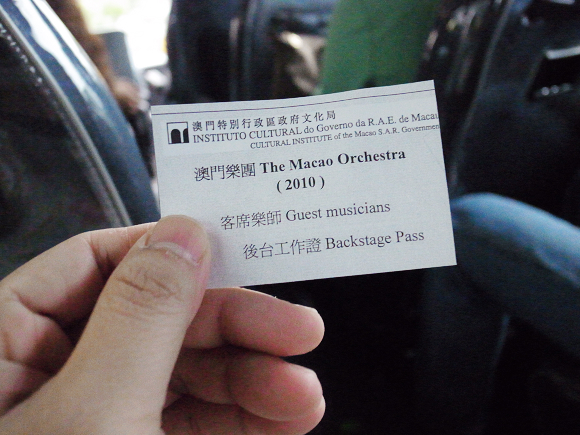 澳門特別行政區政府文化局
INSTITUTO CULTURAL do Governo da R.A.E. de Macau
CULTURAL INSTITUTE of the Macao S.A.R. Government
澳門樂團 The Macao Orchestra
( 2010 )
客席樂師 Guest musicians
後台工作證 Backstage Pass